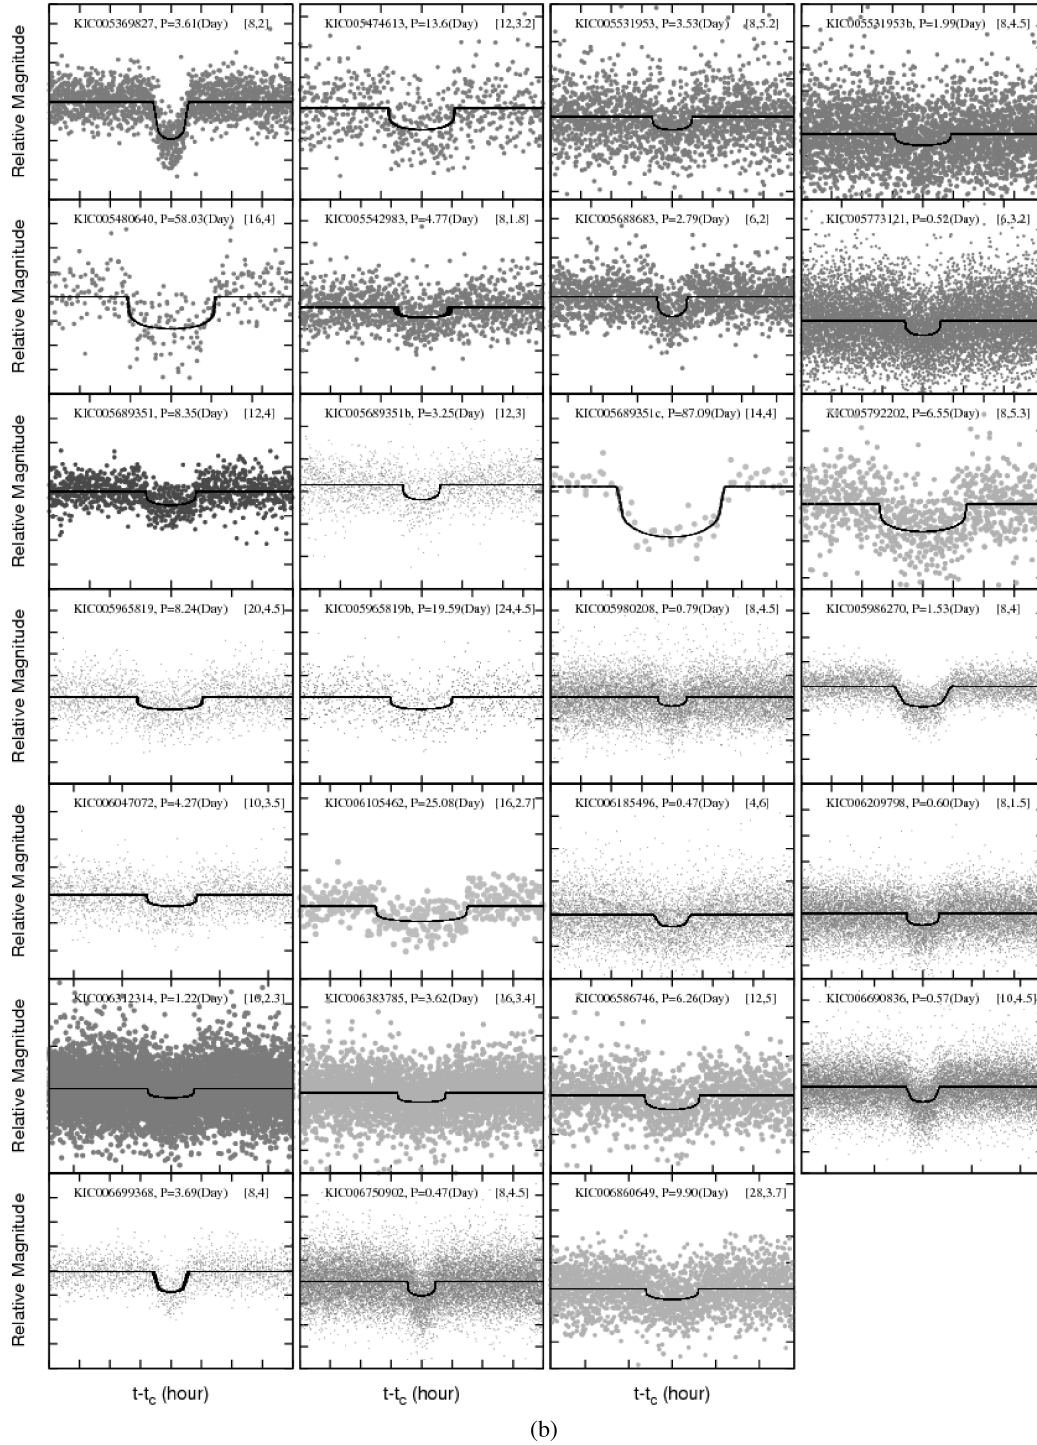 KIC005369827, P=3.61(Day) [8,2]
KIC005474613, P=13.6(Day) [12,3.2]
KIC005531953, P=3.53(Day) [8,5.2]
KIC005531953b, P=1.99(Day) [8,4.5]
Relative Magnitude
KIC005480640, P=58.03(Day) [16,4]
KIC005542983, P=4.77(Day) [8,1.8]
KIC005688683, P=2.79(Day) [6,2]
KIC005773121, P=0.52(Day) [6,3.2]
Relative Magnitude
KIC005689351, P=8.35(Day) [12,4]
KIC005689351b, P=3.25(Day) [12,3]
KIC005689351c, P=87.09(Day) [14,4]
KIC005792202, P=6.55(Day) [8,5.3]
Relative Magnitude
KIC005965819, P=8.24(Day) [20,4.5]
KIC005965819b, P=19.59(Day) [24,4.5]
KIC005980208, P=0.79(Day) [8,4.5]
KIC005986270, P=1.53(Day) [8,4]
Relative Magnitude
KIC006047072, P=4.27(Day) [10,3.5]
KIC006105462, P=25.08(Day) [16,2.7]
KIC006185496, P=0.47(Day) [4,6]
KIC006209798, P=0.60(Day) [8,1.5]
Relative Magnitude
KIC006312314, P=1.22(Day) [16,2.3]
KIC006383785, P=3.62(Day) [16,3.4]
KIC006586746, P=6.26(Day) [12,5]
KIC006690836, P=0.57(Day) [10,4.5]
Relative Magnitude
KIC006699368, P=3.69(Day) [8,4]
KIC006750902, P=0.47(Day) [8,4.5]
KIC006860649, P=9.90(Day) [28,3.7]
Relative Magnitude
t-tc (hour)
t-tc (hour)
t-tc (hour)
(b)